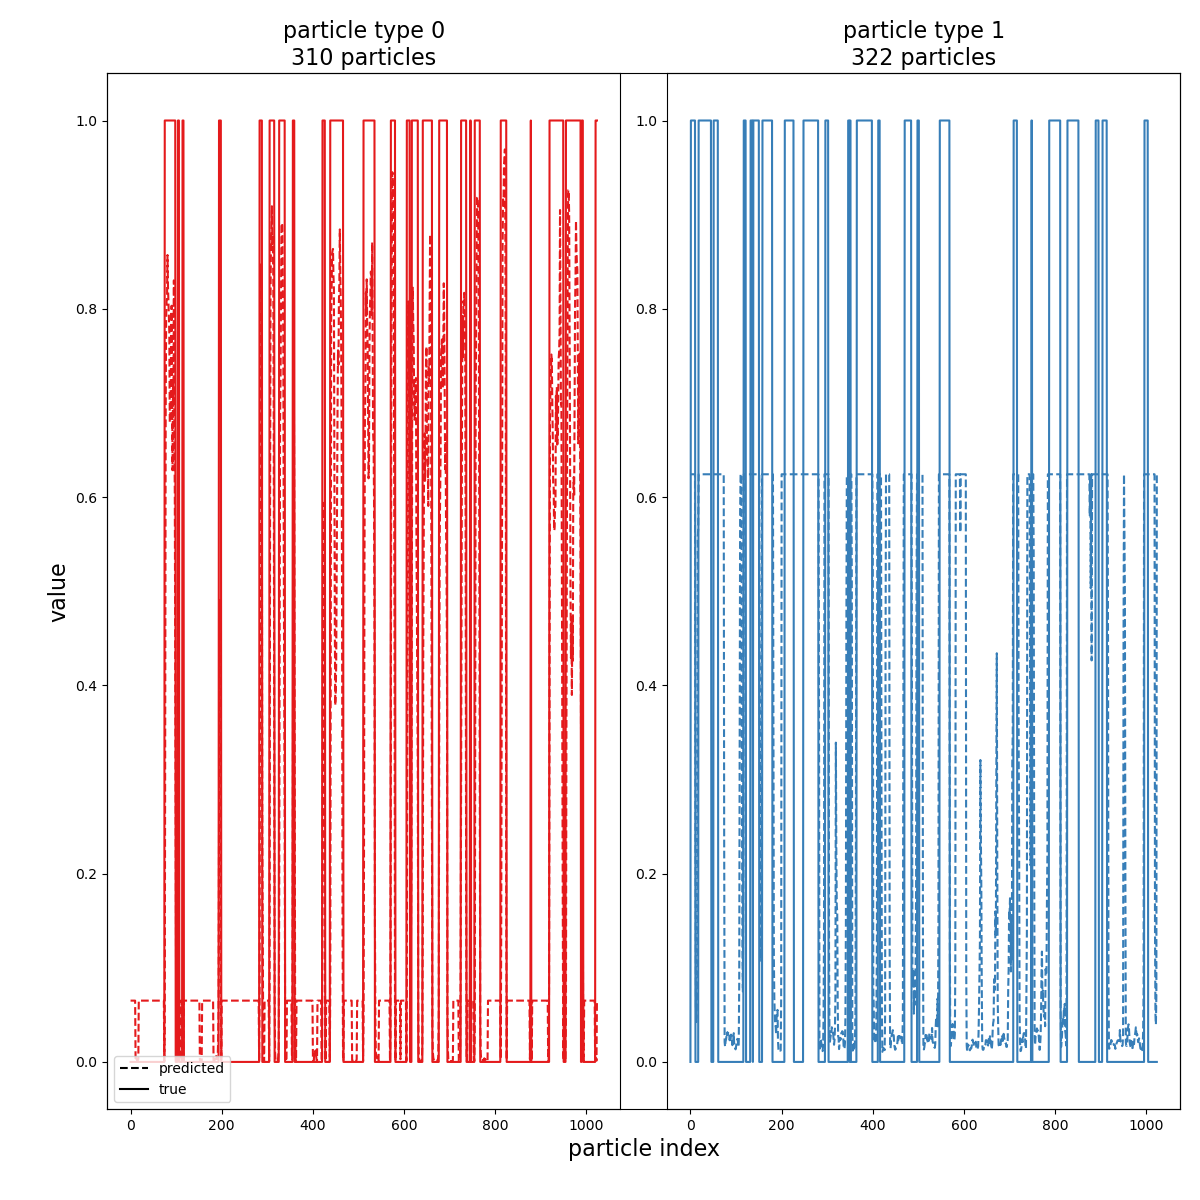 particle type 0
310 particles
particle type 1
322 particles
1.0
0.8
0.6
0.4
0.2
0.0
1.0
0.8
0.6
0.4
0.2
0.0
value
predicted
true
0 200 400 600 800 1000
0 200 400 600 800 1000
particle index